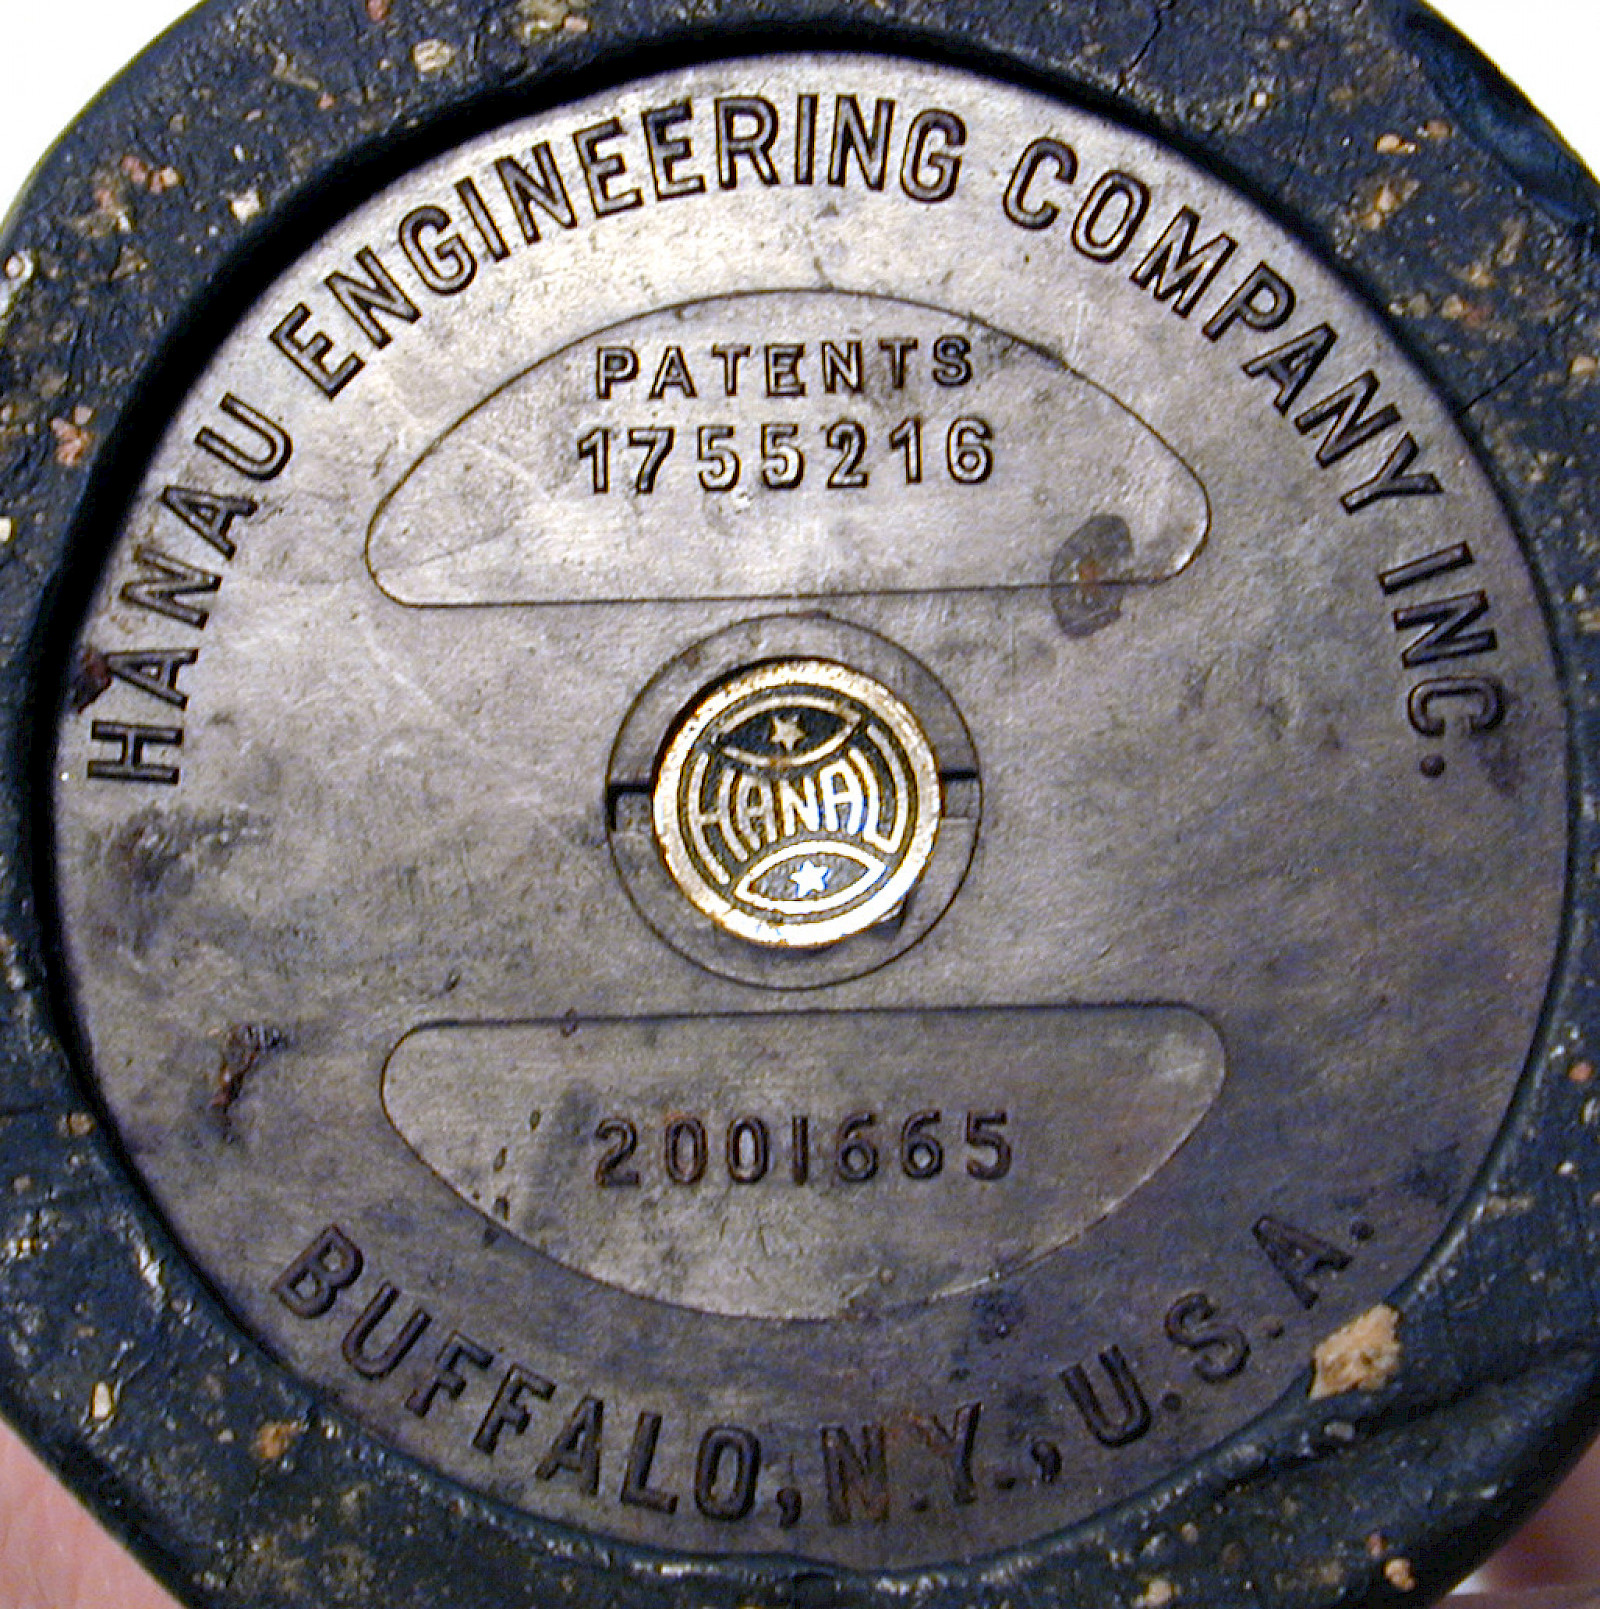 HANAU ENGINEERING COMPANY INC.
PATENTS
1755216
HANAU
2001665
BUFFALO, N.Y., U.S.A.